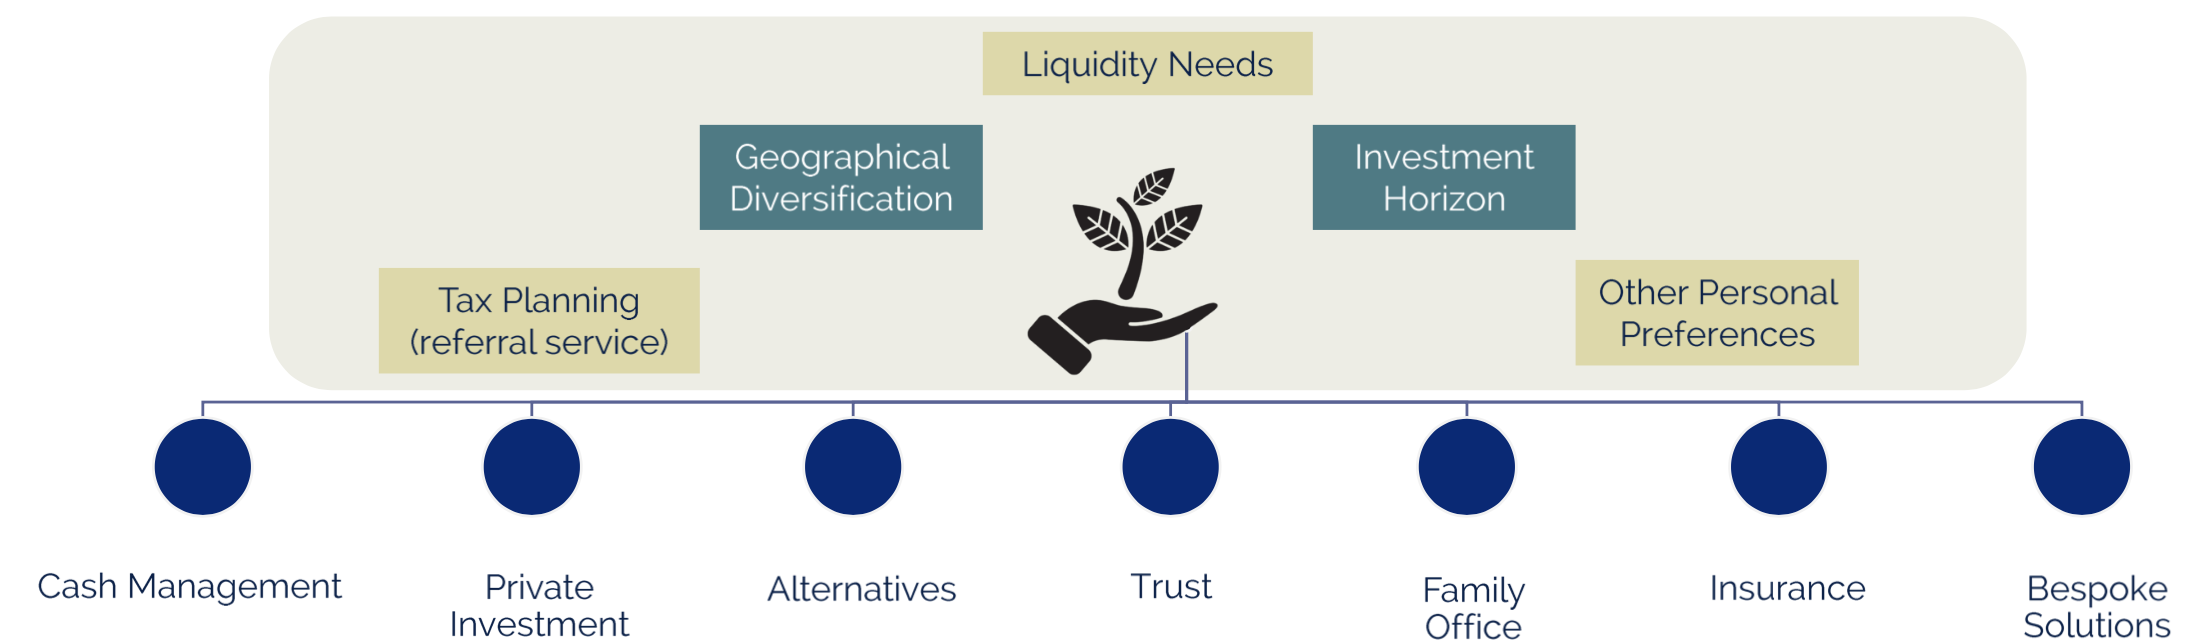 Liquidity Needs
Geographical
Diversification
Investment
Horizon
Tax Planning
(referral service)
Other Personal
Preferences
Cash Management
Private
Investment
Alternatives
Trust
Family
Office
Insurance
Bespoke
Solutions